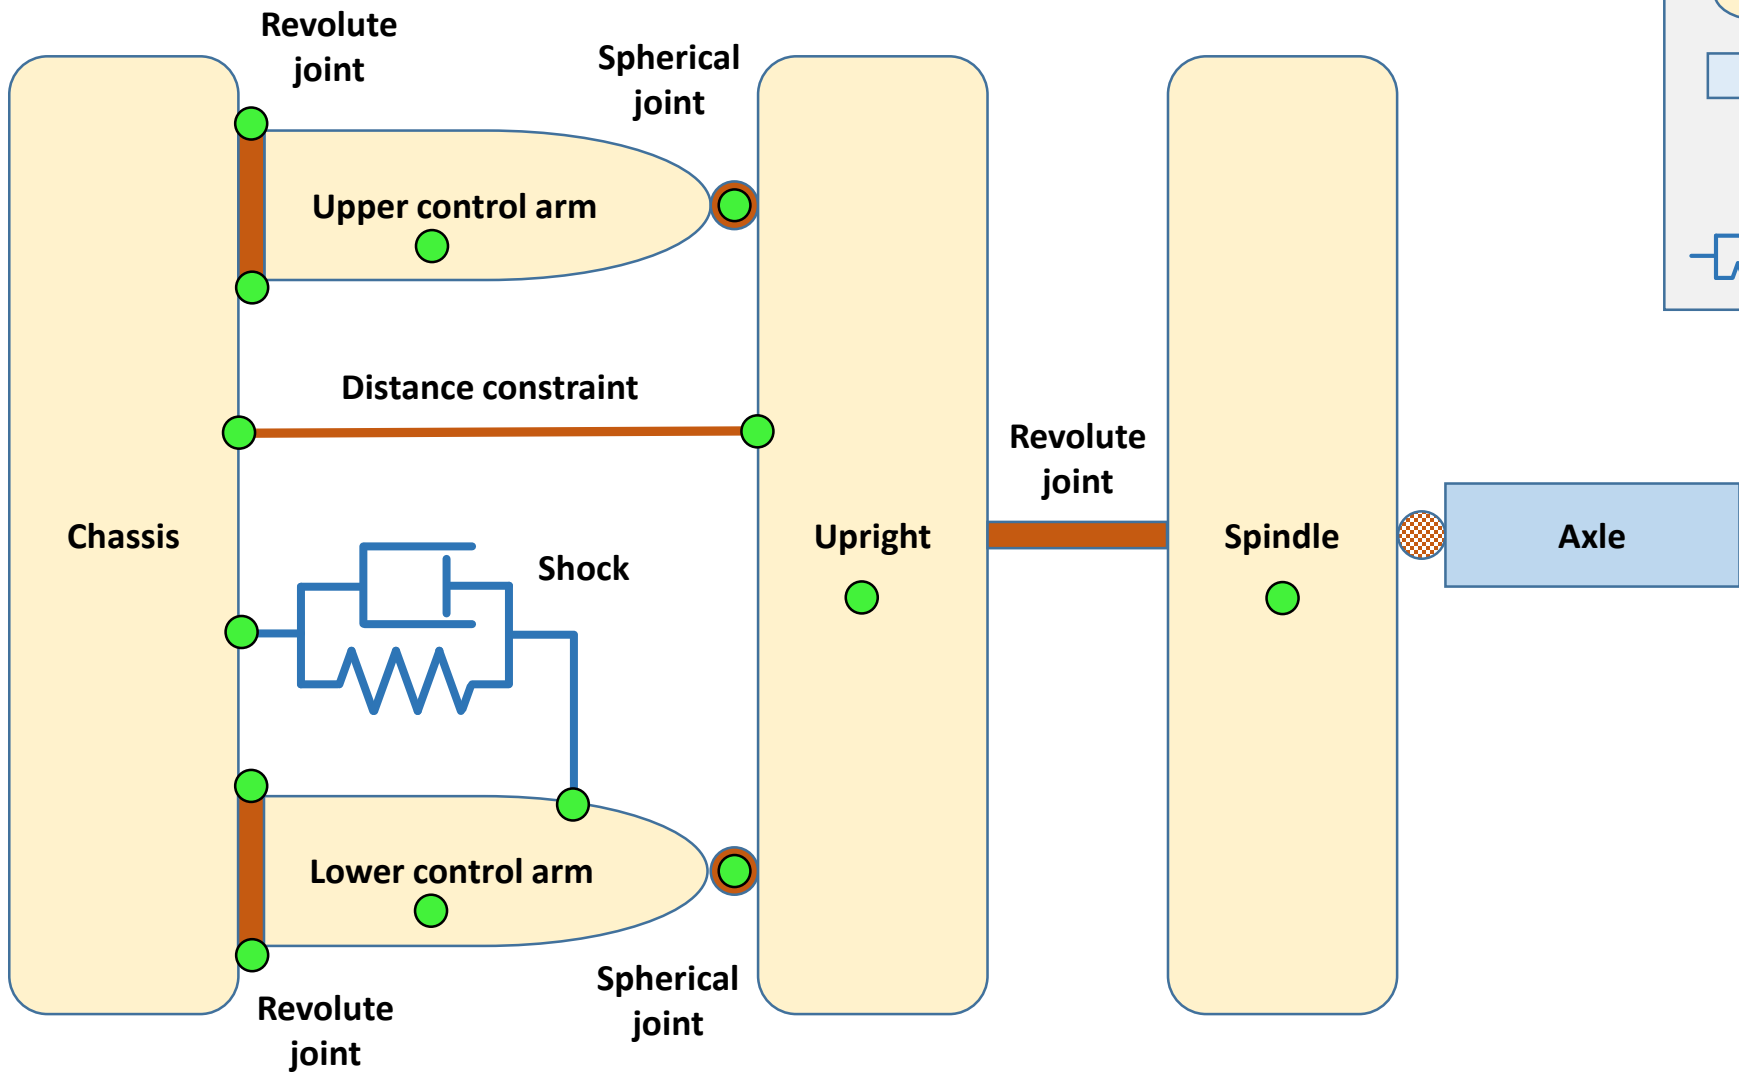 Revolute
joint
Spherical
joint
Upper control arm
Distance constraint
Revolute
joint
Chassis
Shock
Upright
Spindle
Axle
Lower control arm
Spherical
joint
Revolute
joint